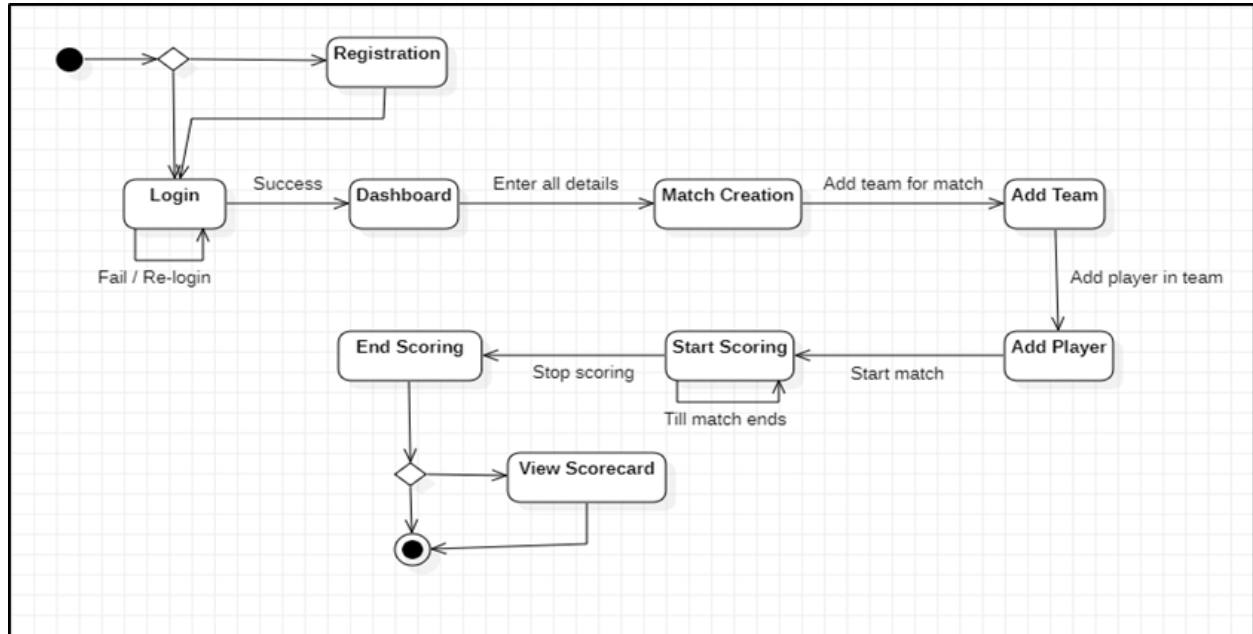 Registration
Login
Success
Dashboard
Enter all details
Match Creation
Add team for match
Add Team
Fail / Re-login
Add player in team
End Scoring
Stop scoring
Start Scoring
Start match
Add Player
Till match ends
View Scorecard